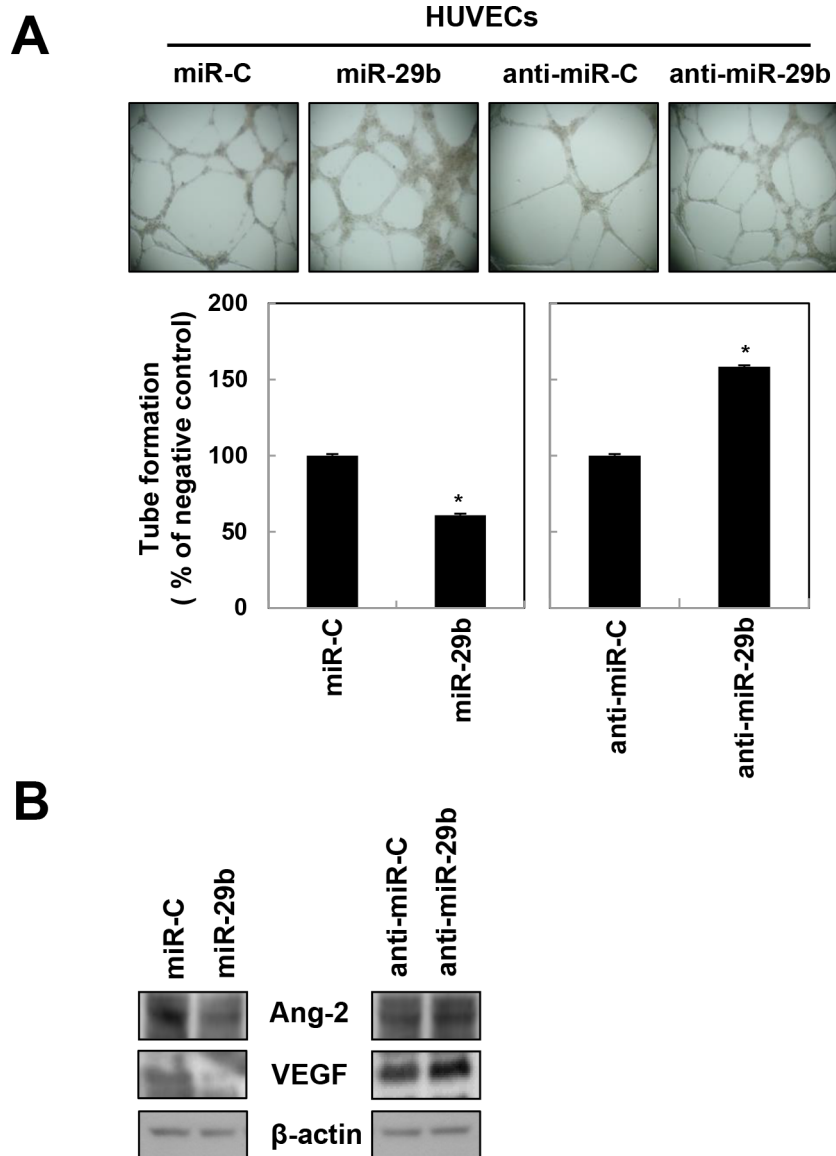 A
HUVECs
miR-C miR-29b anti-miR-C anti-miR-29b
Tube formation
( % of negative control)
200
150
100
50
0
*
*
miR-C
miR-29b
anti-miR-C
anti-miR-29b
B
miR-C
miR-29b
anti-miR-C
anti-miR-29b
Ang-2
VEGF
β-actin